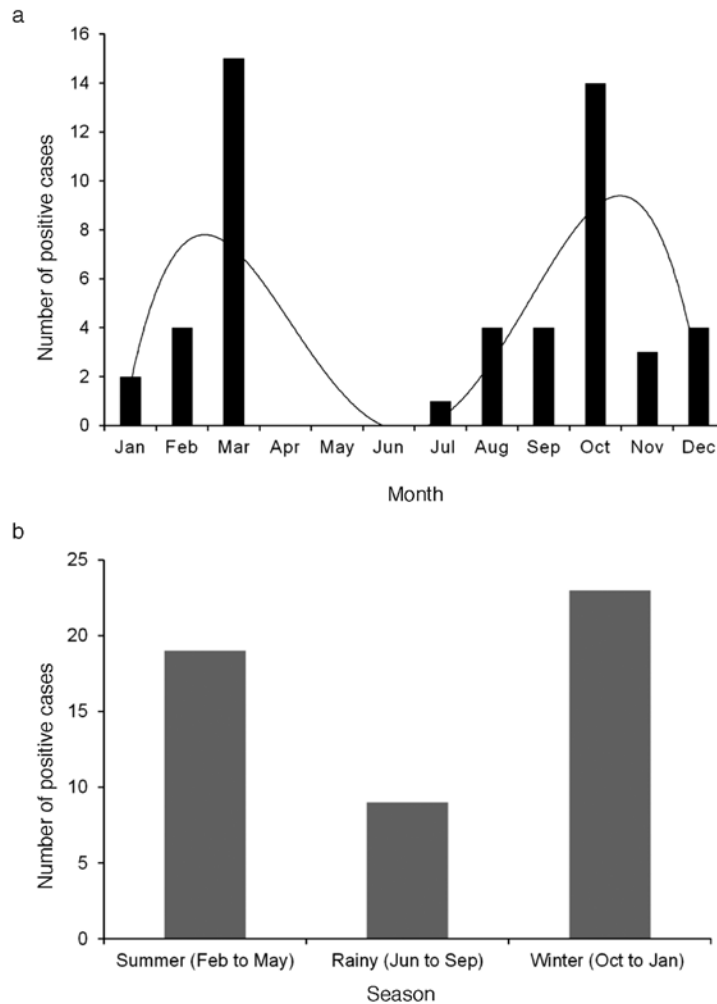 a
Number of positive cases
16
14
12
10
8
6
4
2
0
Jan Feb Mar Apr May Jun Jul Aug Sep Oct Nov Dec
Month
b
Number of positive cases
25
20
15
10
5
0
Summer (Feb to May) Rainy (Jun to Sep) Winter (Oct to Jan)
Season